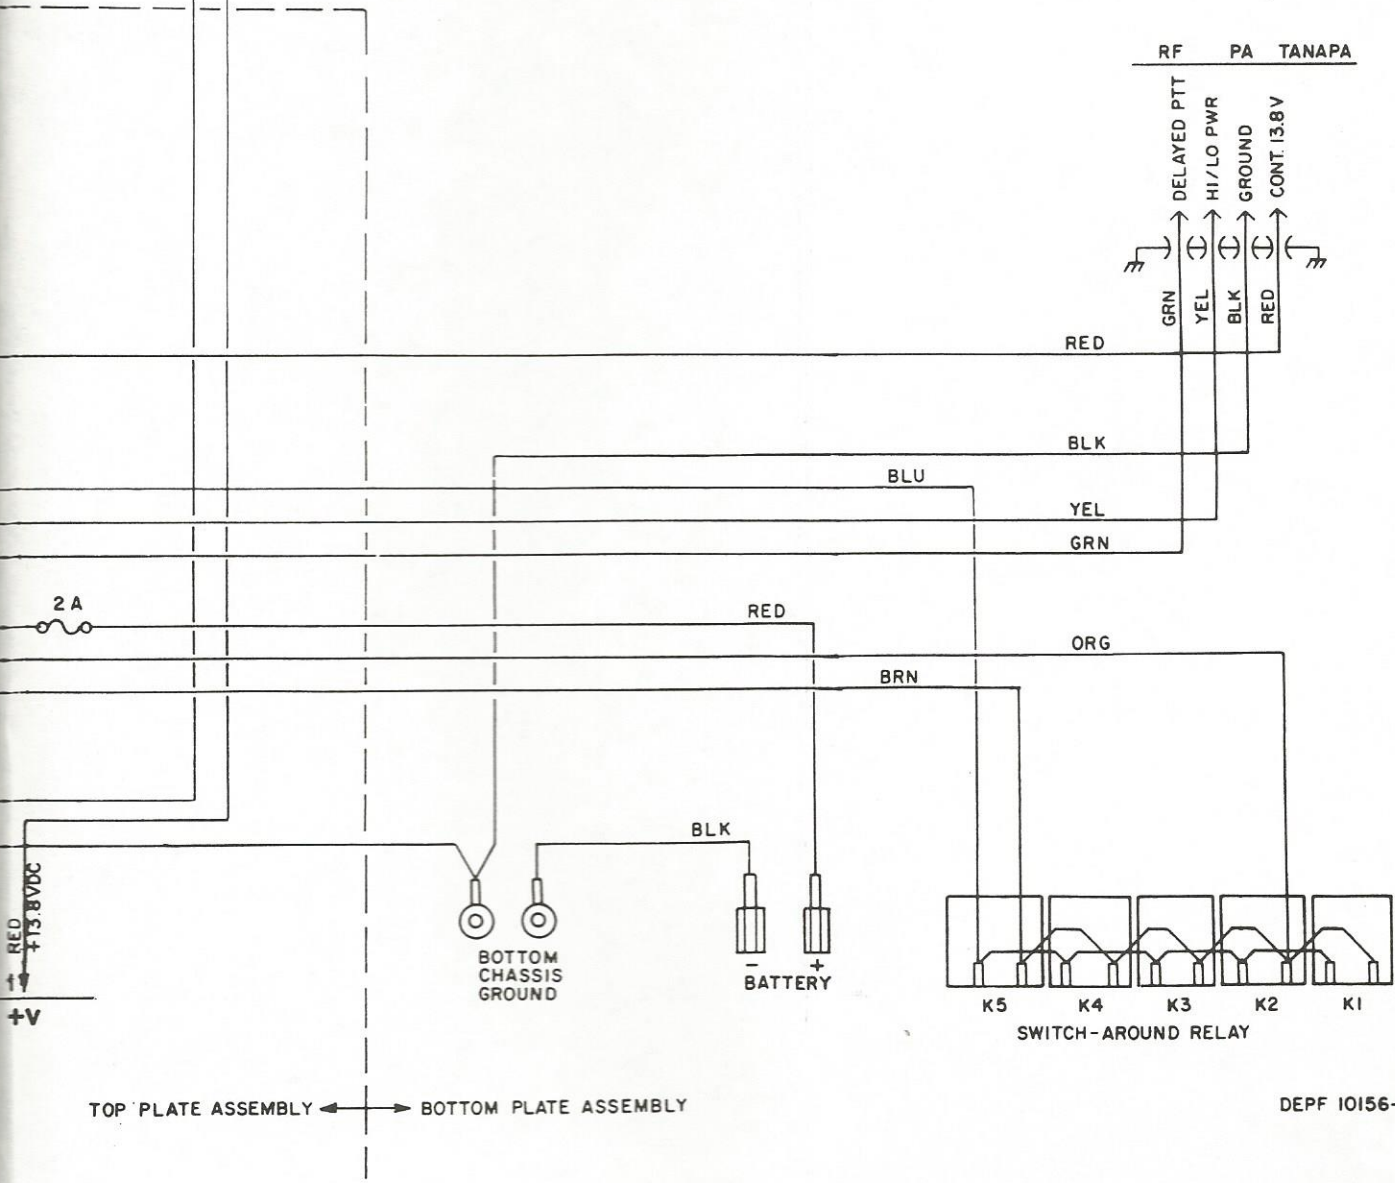 RF PA TANAPA
DELAYED PTT
HI/LO PWR
GROUND
CONT. 13.8V
GRN
YEL
BLK
RED
RED
BLK
BLU
YEL
GRN
2 A
RED
ORG
BRN
BLK
RED
+13.8VDC
1
+V
BOTTOM
CHASSIS
GROUND
- +
BATTERY
K5 K4 K3 K2 K1
SWITCH-AROUND RELAY
TOP PLATE ASSEMBLY
BOTTOM PLATE ASSEMBLY
DEPF 10156-